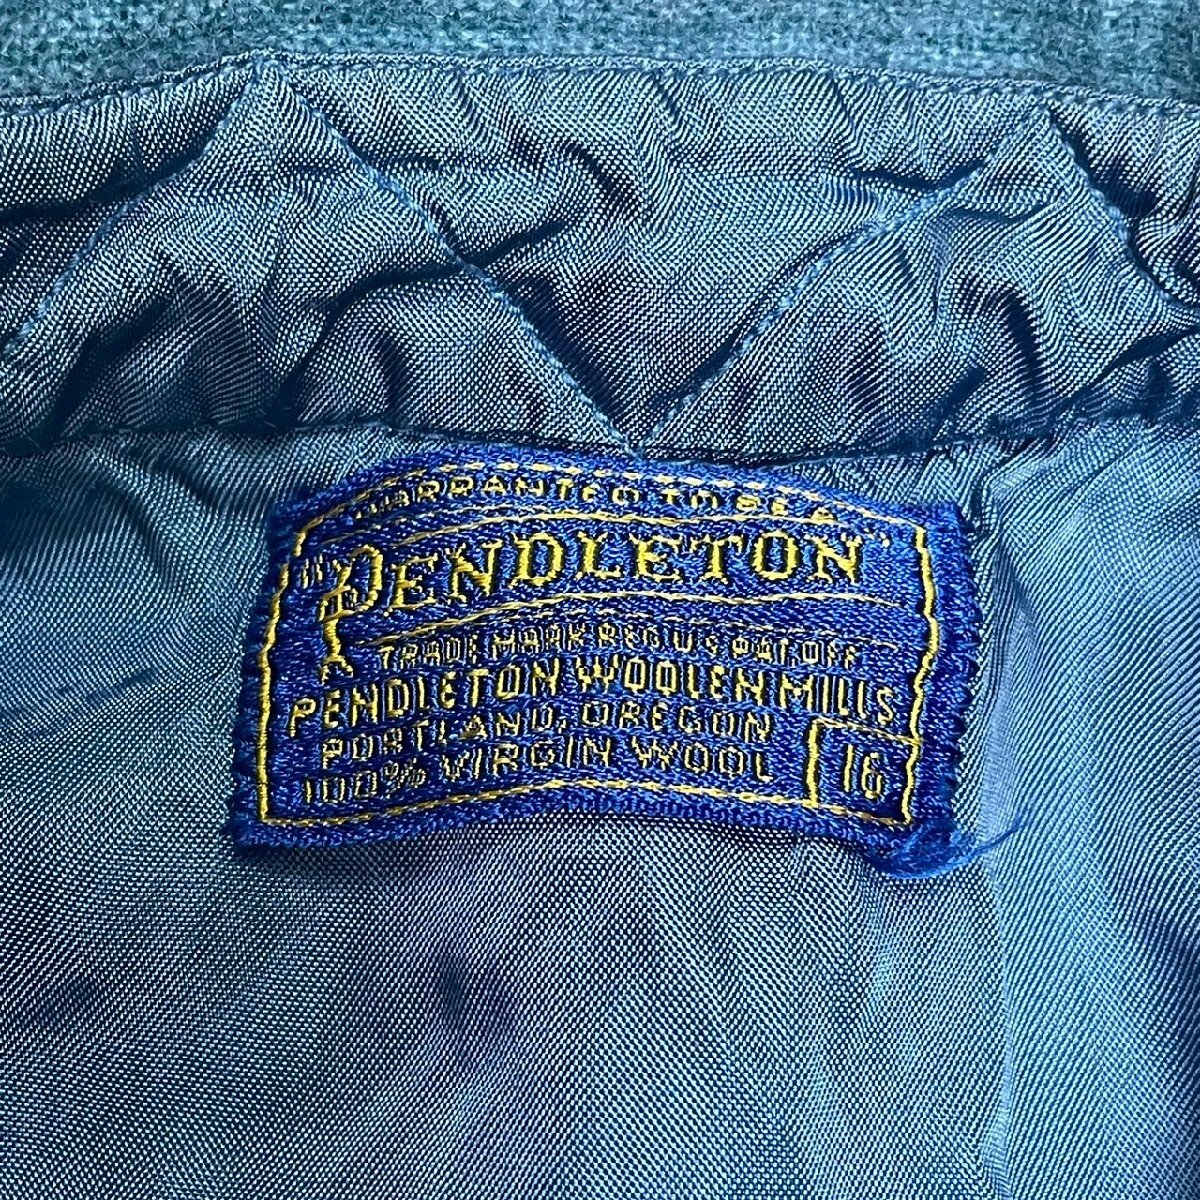 WARRANTED TO BE A
"PENDLETON"
TRADE MARK REG. U.S. PAT. OFF.
PENDLETON WOOLEN MILLS
PORTLAND, OREGON
100% VIRGIN WOOL
16